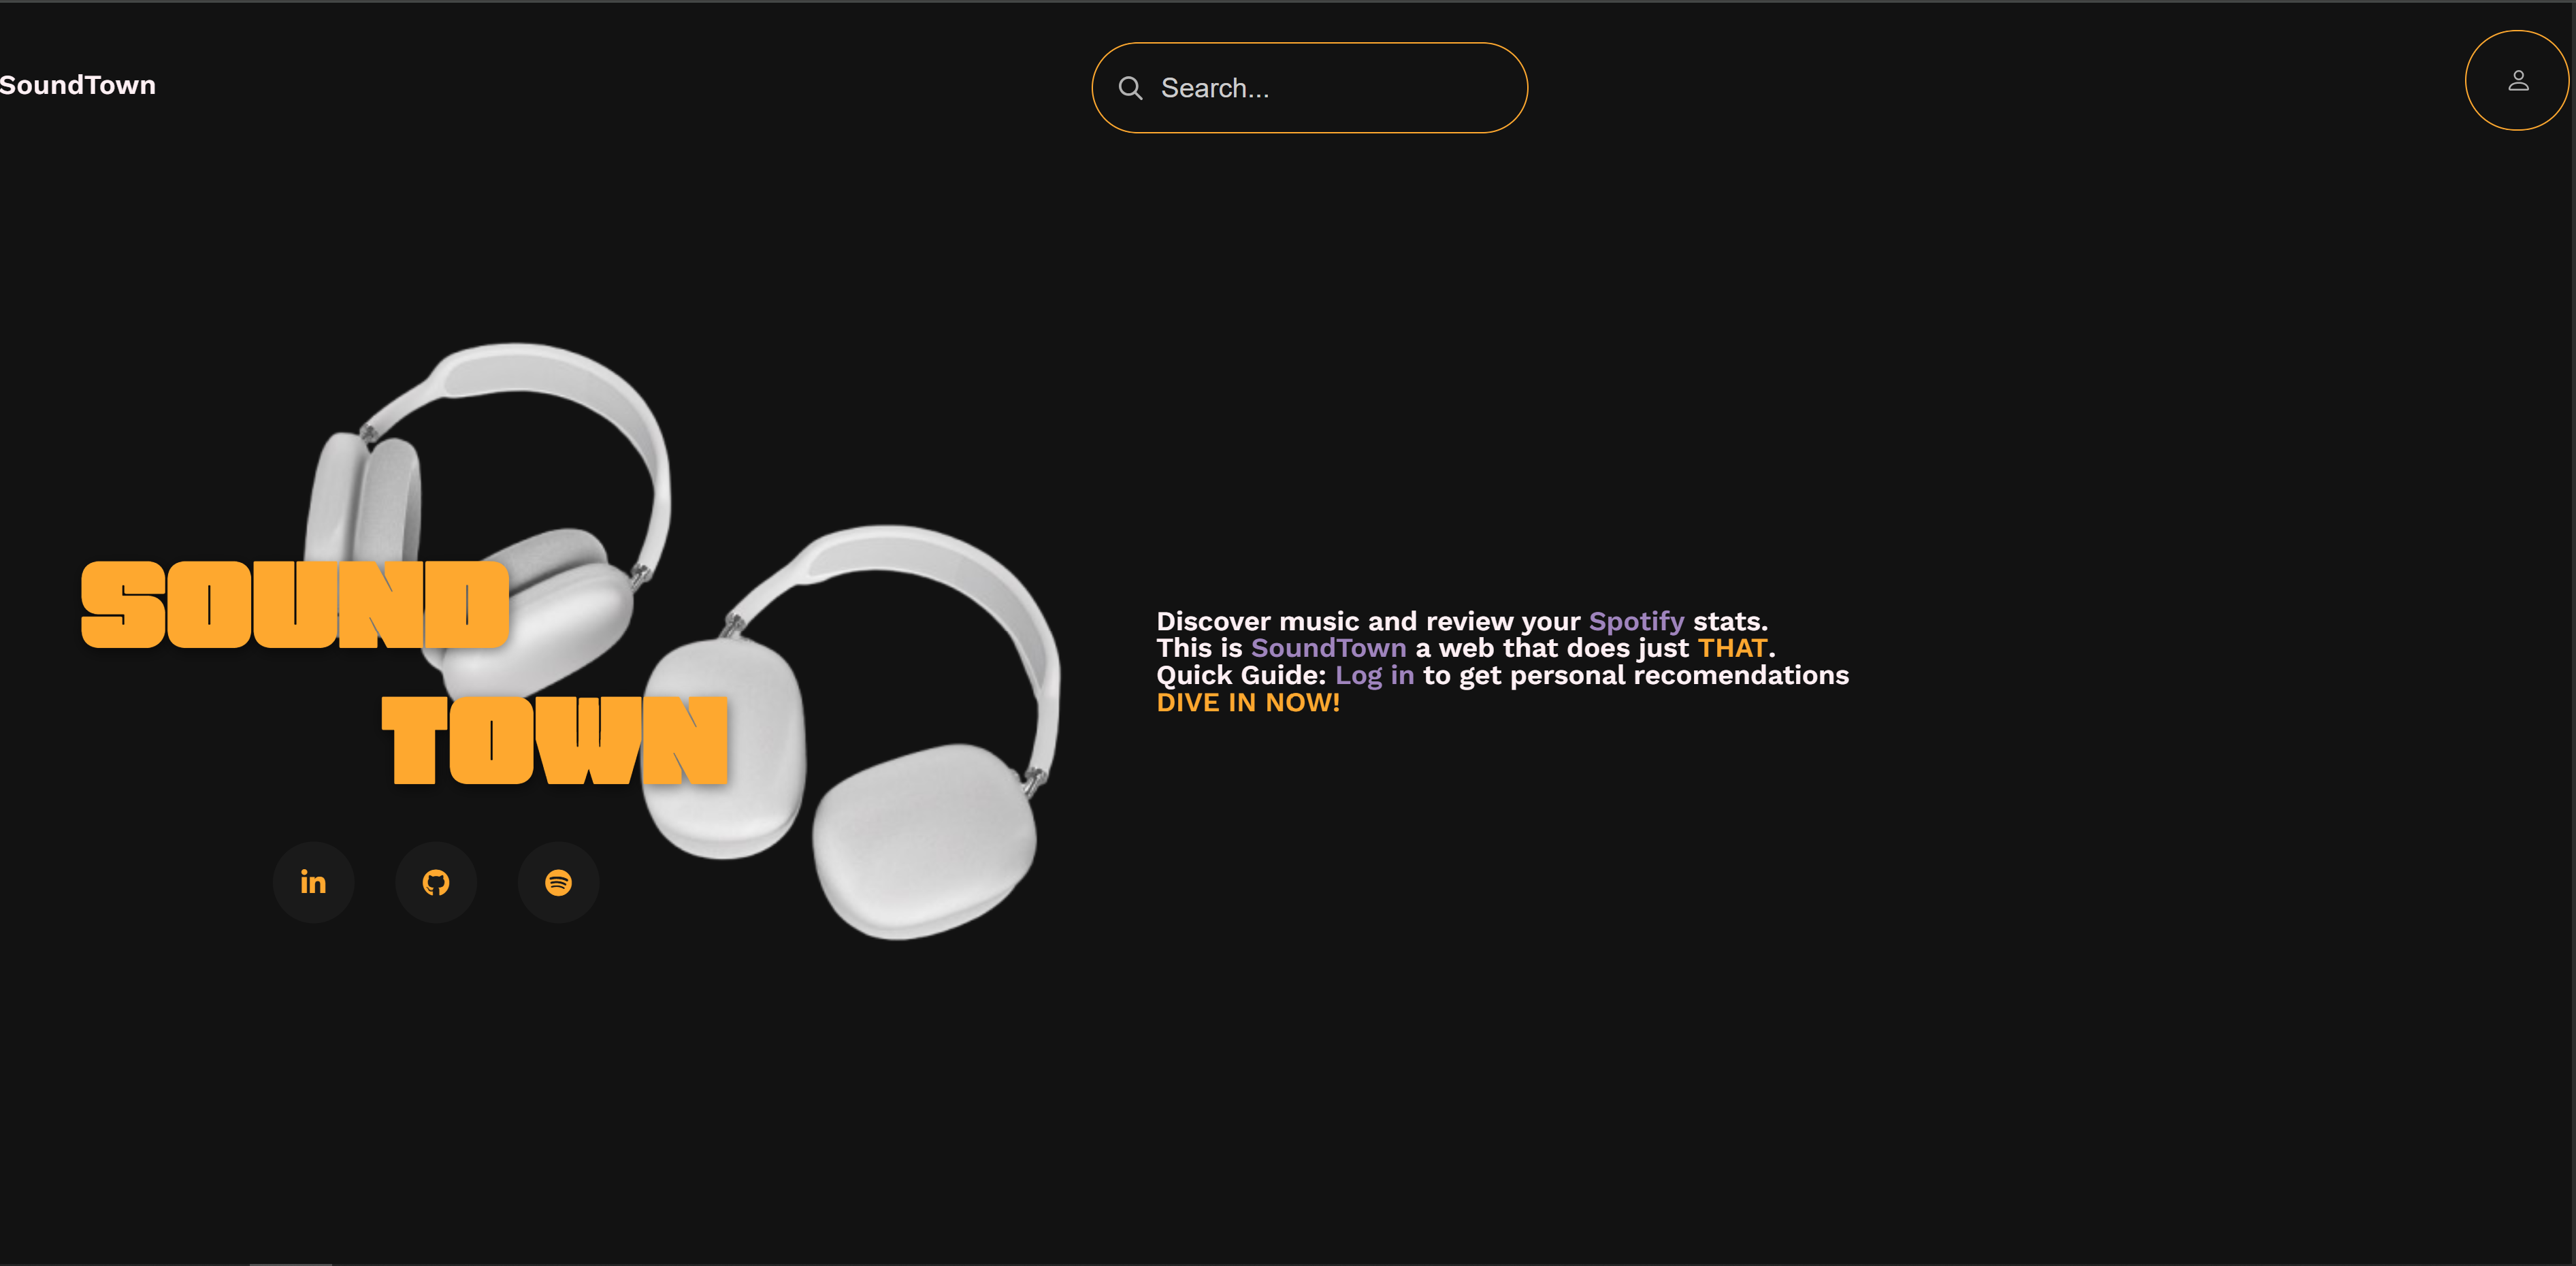 SoundTown
Search...
SOUND
TOWN
Discover music and review your Spotify stats.
This is SoundTown a web that does just THAT.
Quick Guide: Log in to get personal recomendations
DIVE IN NOW!
in